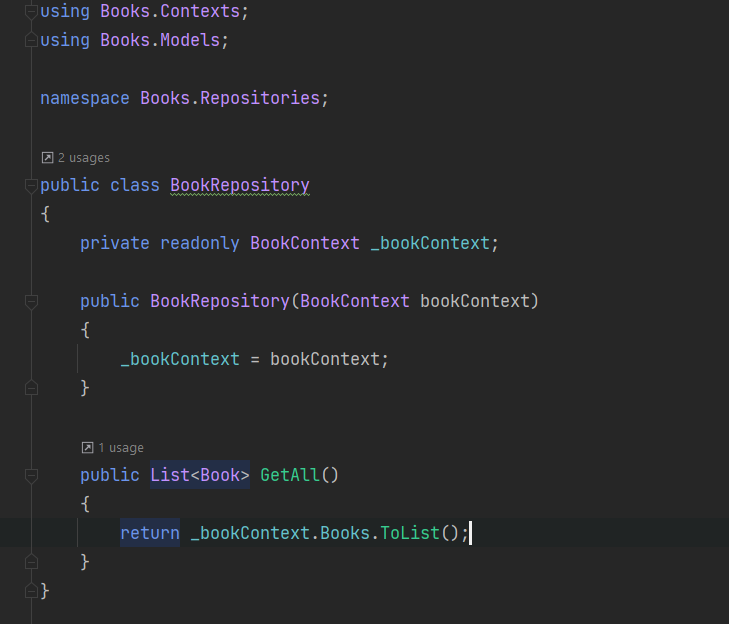 using Books.Contexts;
using Books.Models;
namespace Books.Repositories;
2 usages
public class BookRepository
{
private readonly BookContext _bookContext;
public BookRepository(BookContext bookContext)
{
_bookContext = bookContext;
}
1 usage
public List<Book> GetAll()
{
return _bookContext.Books.ToList();
}
}